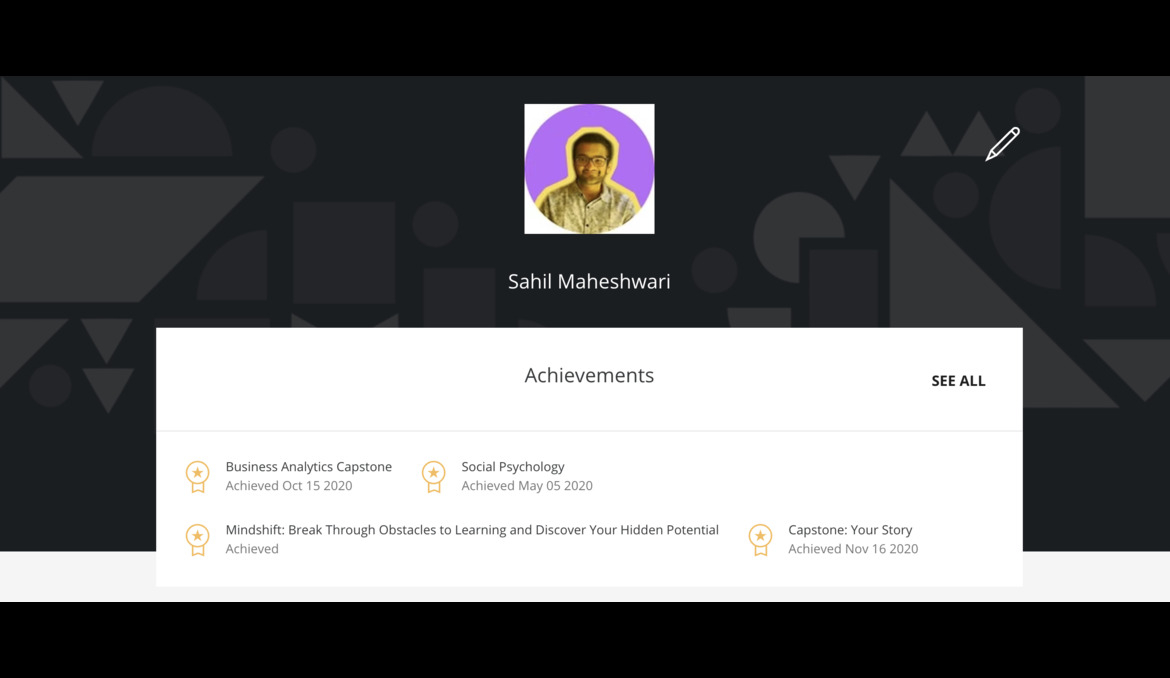 Sahil Maheshwari
Achievements
SEE ALL
Business Analytics Capstone
Achieved Oct 15 2020
Social Psychology
Achieved May 05 2020
Mindshift: Break Through Obstacles to Learning and Discover Your Hidden Potential
Achieved
Capstone: Your Story
Achieved Nov 16 2020